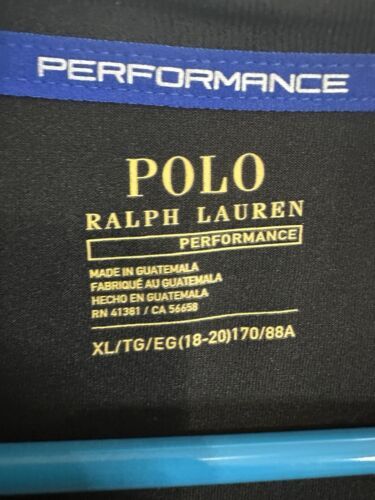 PERFORMANCE
POLO
RALPH LAUREN
PERFORMANCE
MADE IN GUATEMALA
FABRIQUÉ AU GUATEMALA
HECHO EN GUATEMALA
RN 41381 / CA 56658
XL/TG/EG(18-20)170/88A